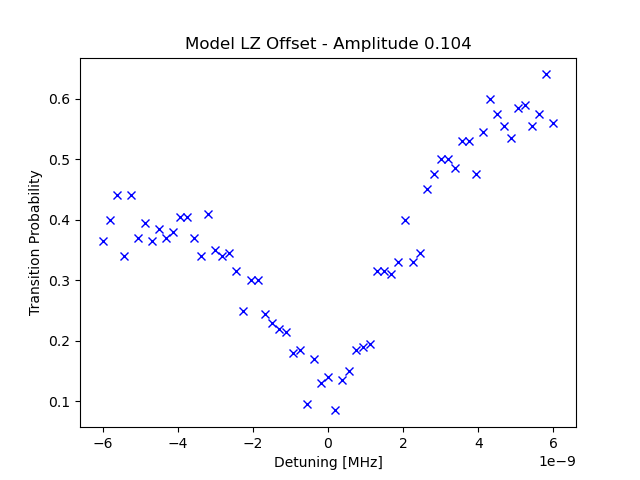 Model LZ Offset - Amplitude 0.104
Transition Probability
0.6
0.5
0.4
0.3
0.2
0.1
−6 −4 −2 0 2 4 6
1e−9
Detuning [MHz]